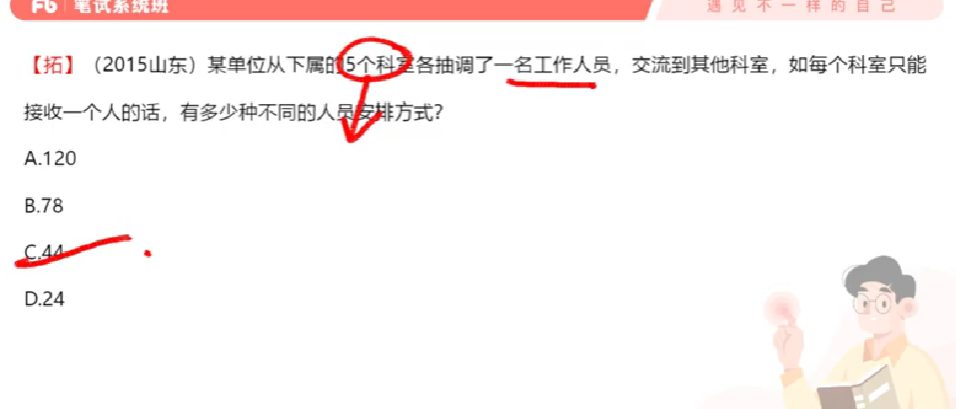 FB 笔试系统班
遇见不一样的自己
【拓】（2015山东）某单位从下属的5个科室各抽调了一名工作人员，交流到其他科室，如每个科室只能
接收一个人的话，有多少种不同的人员安排方式？
A.120
B.78
C.44
D.24